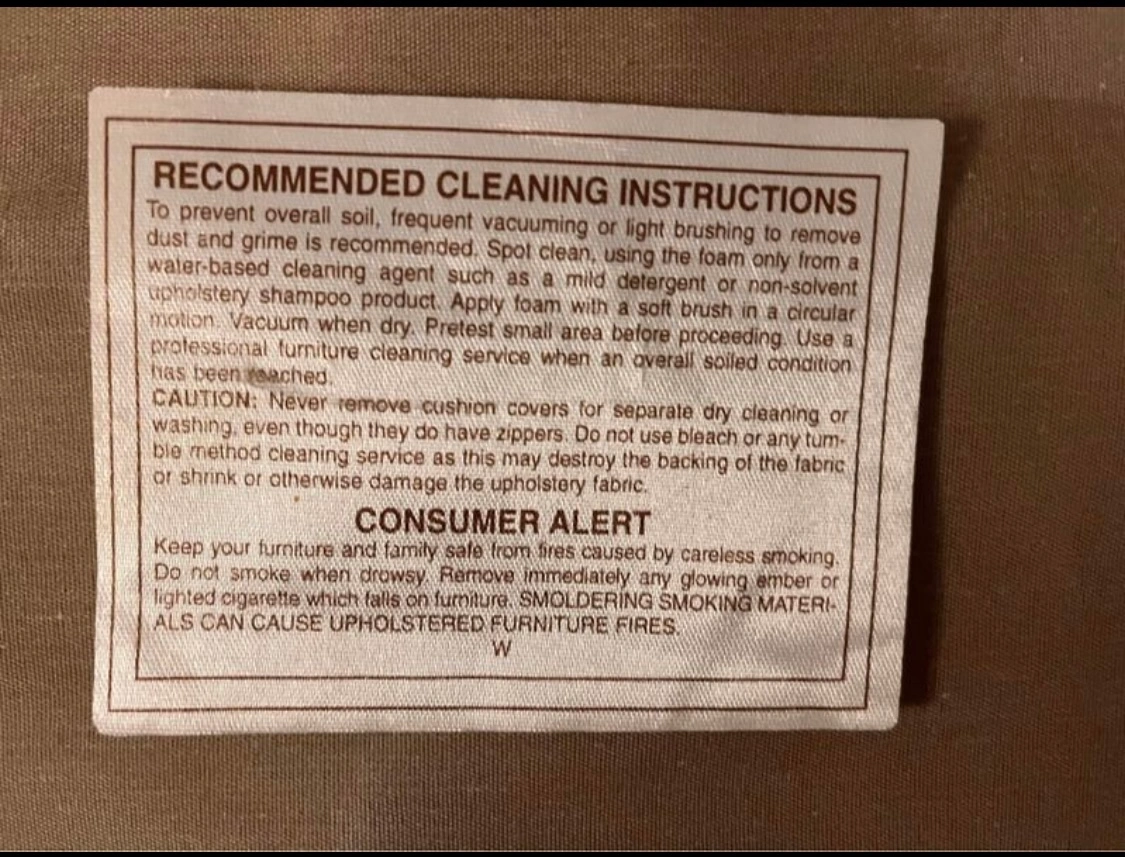 RECOMMENDED CLEANING INSTRUCTIONS
To prevent overall soil, frequent vacuuming or light brushing to remove
dust and grime is recommended. Spot clean, using the foam only from a
water-based cleaning agent such as a mild detergent or non-solvent
upholstery shampoo product. Apply foam with a soft brush in a circular
motion. Vacuum when dry. Pretest small area before proceeding. Use a
professional furniture cleaning service when an overall soiled condition
has been reached.
CAUTION: Never remove cushion covers for separate dry cleaning or
washing, even though they do have zippers. Do not use bleach or any tum-
ble method cleaning service as this may destroy the backing of the fabric
or shrink or otherwise damage the upholstery fabric.
CONSUMER ALERT
Keep your furniture and family safe from fires caused by careless smoking.
Do not smoke when drowsy. Remove immediately any glowing ember or
lighted cigarette which falls on furniture. SMOLDERING SMOKING MATERI-
ALS CAN CAUSE UPHOLSTERED FURNITURE FIRES.
W